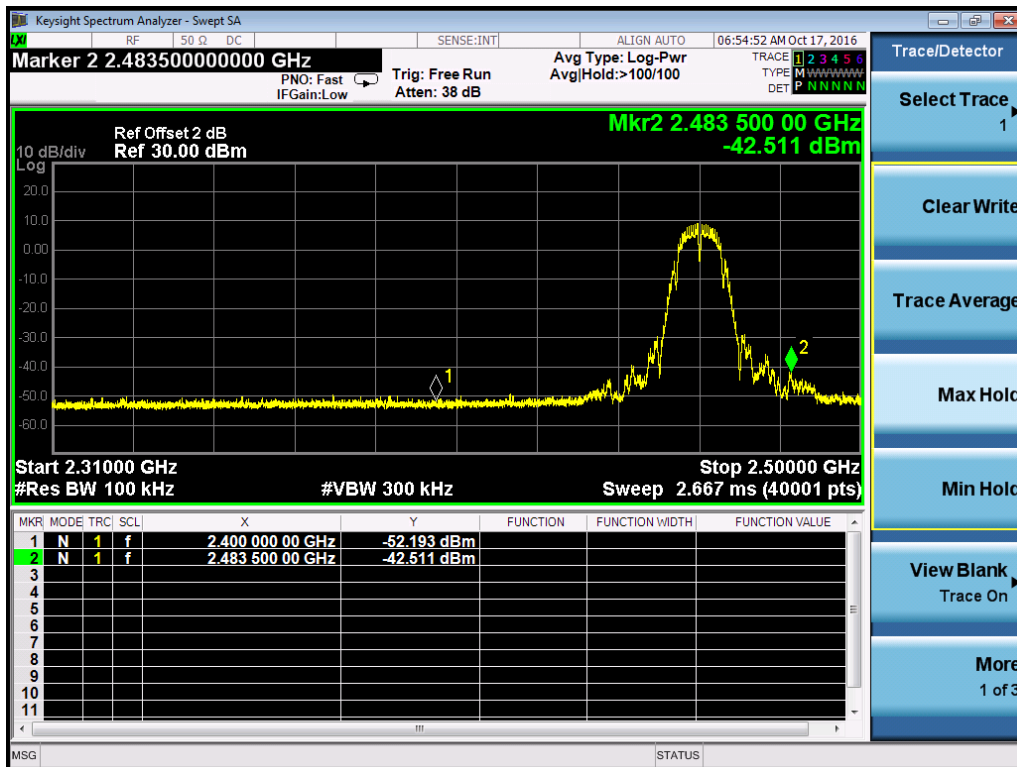 Keysight Spectrum Analyzer - Swept SA
LXI RF 50 Ω DC SENSE:INT ALIGN AUTO 06:54:52 AM Oct 17, 2016
Marker 2 2.483500000000 GHz
PNO: Fast
IFGain:Low
Trig: Free Run
Atten: 38 dB
Avg Type: Log-Pwr
Avg|Hold:>100/100
TRACE 1 2 3 4 5 6
TYPE M WWWWW
DET P N N N N N
Ref Offset 2 dB
Ref 30.00 dBm
10 dB/div
Log
Mkr2 2.483 500 00 GHz
-42.511 dBm
20.0
10.0
0.00
-10.0
-20.0
-30.0
-40.0
-50.0
-60.0
1
2
Start 2.31000 GHz Stop 2.50000 GHz
#Res BW 100 kHz #VBW 300 kHz Sweep 2.667 ms (40001 pts)
MKR MODE TRC SCL X Y FUNCTION FUNCTION WIDTH FUNCTION VALUE
1 N 1 f 2.400 000 00 GHz -52.193 dBm
2 N 1 f 2.483 500 00 GHz -42.511 dBm
3
4
5
6
7
8
9
10
11
MSG STATUS
Trace/Detector
Select Trace
1
Clear Write
Trace Average
Max Hold
Min Hold
View Blank
Trace On
More
1 of 3